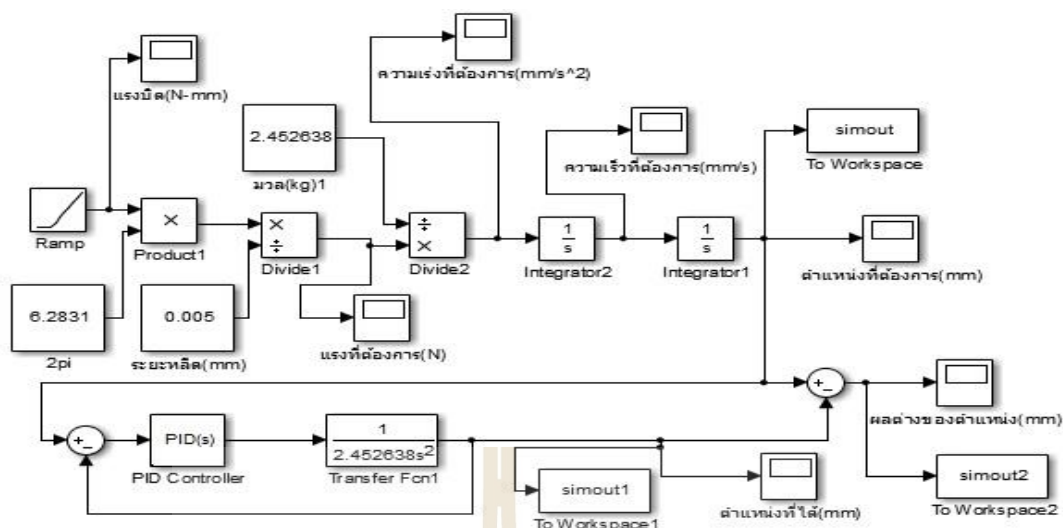 แรงบิด(N-mm)
ความเร่งที่ต้องการ(mm/s^2)
2.452638
มวล(kg)1
ความเร็วที่ต้องการ(mm/s)
simout
To Workspace
Ramp
×
Product1
×
÷
Divide1
÷
×
Divide2
1
s
Integrator2
1
s
Integrator1
ตำแหน่งที่ต้องการ(mm)
6.2831
2pi
0.005
ระยะหลีด(mm)
แรงที่ต้องการ(N)
+
−
ผลต่างของตำแหน่ง(mm)
+
−
PID(s)
PID Controller
1
2.452638s²
Transfer Fcn1
simout1
To Workspace1
ตำแหน่งที่ได้(mm)
simout2
To Workspace2